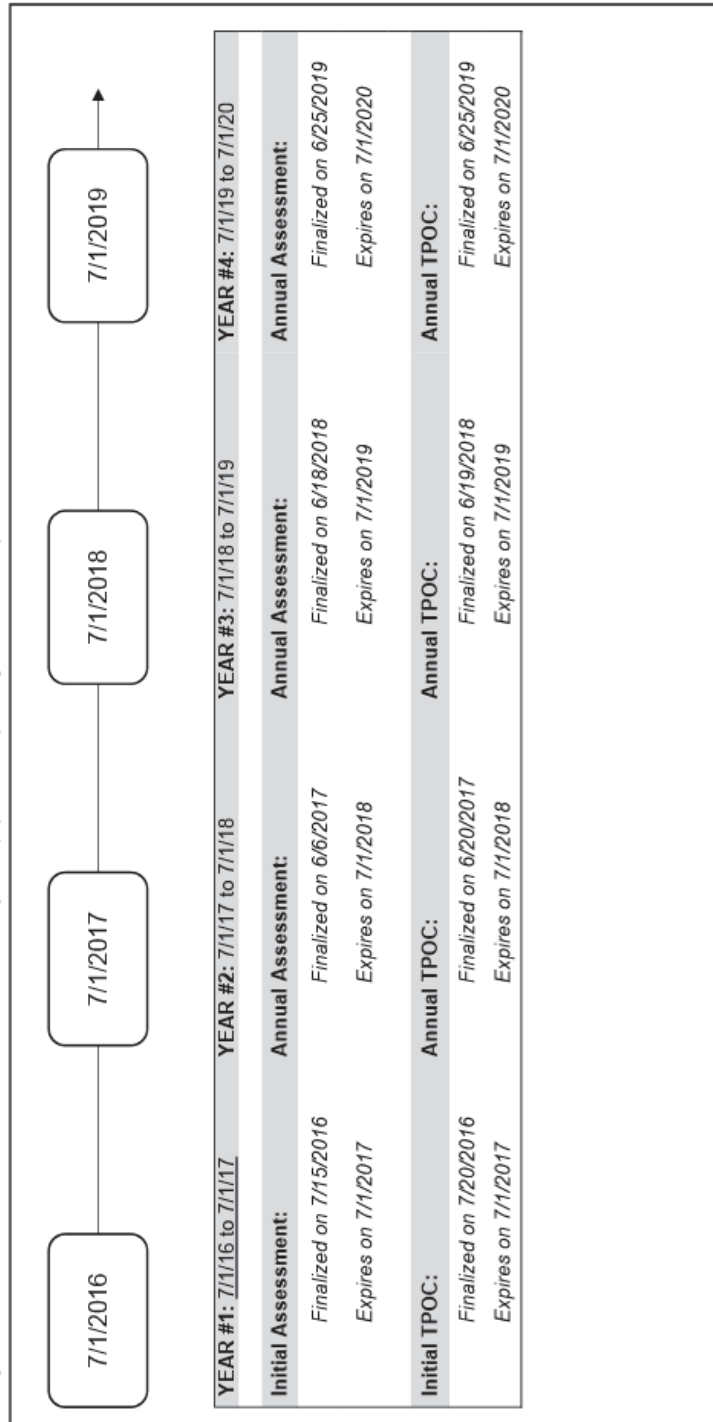 7/1/2016 7/1/2017 7/1/2018 7/1/2019
YEAR #1: 7/1/16 to 7/1/17 YEAR #2: 7/1/17 to 7/1/18 YEAR #3: 7/1/18 to 7/1/19 YEAR #4: 7/1/19 to 7/1/20
Initial Assessment: Annual Assessment: Annual Assessment: Annual Assessment:
Finalized on 7/15/2016 Finalized on 6/6/2017 Finalized on 6/18/2018 Finalized on 6/25/2019
Expires on 7/1/2017 Expires on 7/1/2018 Expires on 7/1/2019 Expires on 7/1/2020
Initial TPOC: Annual TPOC: Annual TPOC: Annual TPOC:
Finalized on 7/20/2016 Finalized on 6/20/2017 Finalized on 6/19/2018 Finalized on 6/25/2019
Expires on 7/1/2017 Expires on 7/1/2018 Expires on 7/1/2019 Expires on 7/1/2020